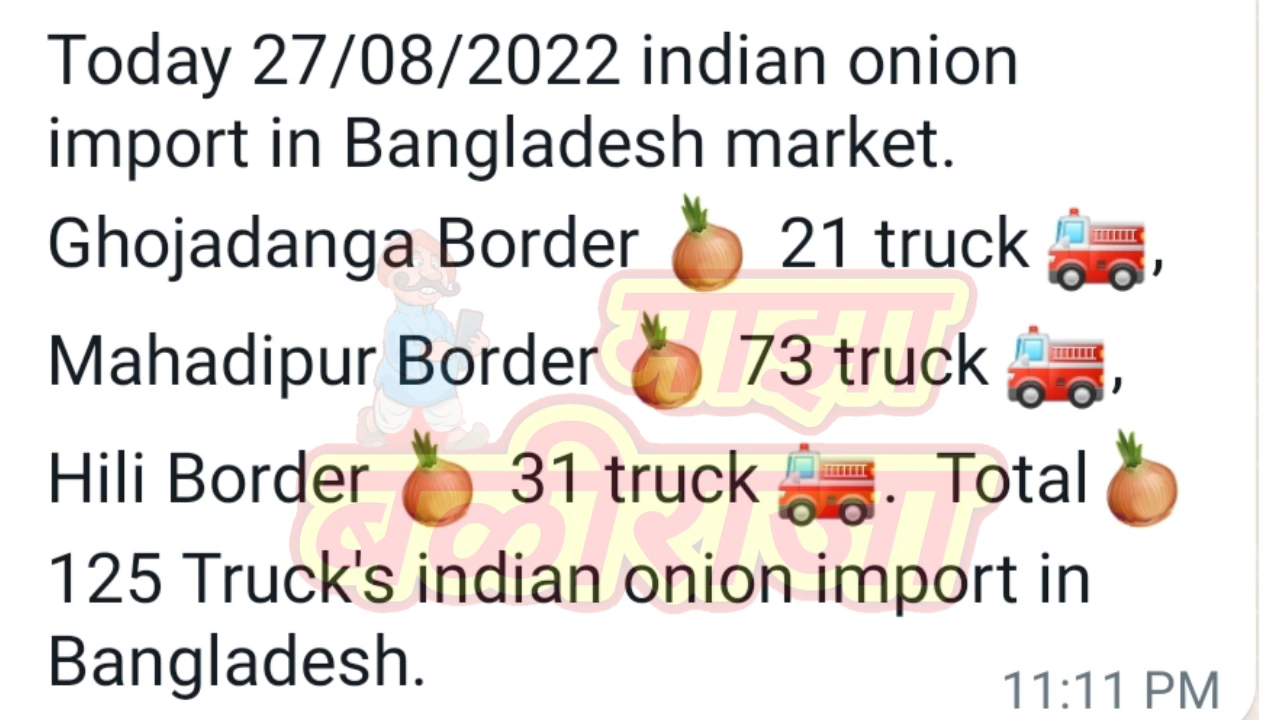 Today 27/08/2022 indian onion
import in Bangladesh market.
Ghojadanga Border 🧅 21 truck 🚒,
Mahadipur Border 🧅 73 truck 🚒,
Hili Border 🧅 31 truck 🚒. Total 🧅
125 Truck's indian onion import in
Bangladesh.
11:11 PM
माझा
बळीराजा